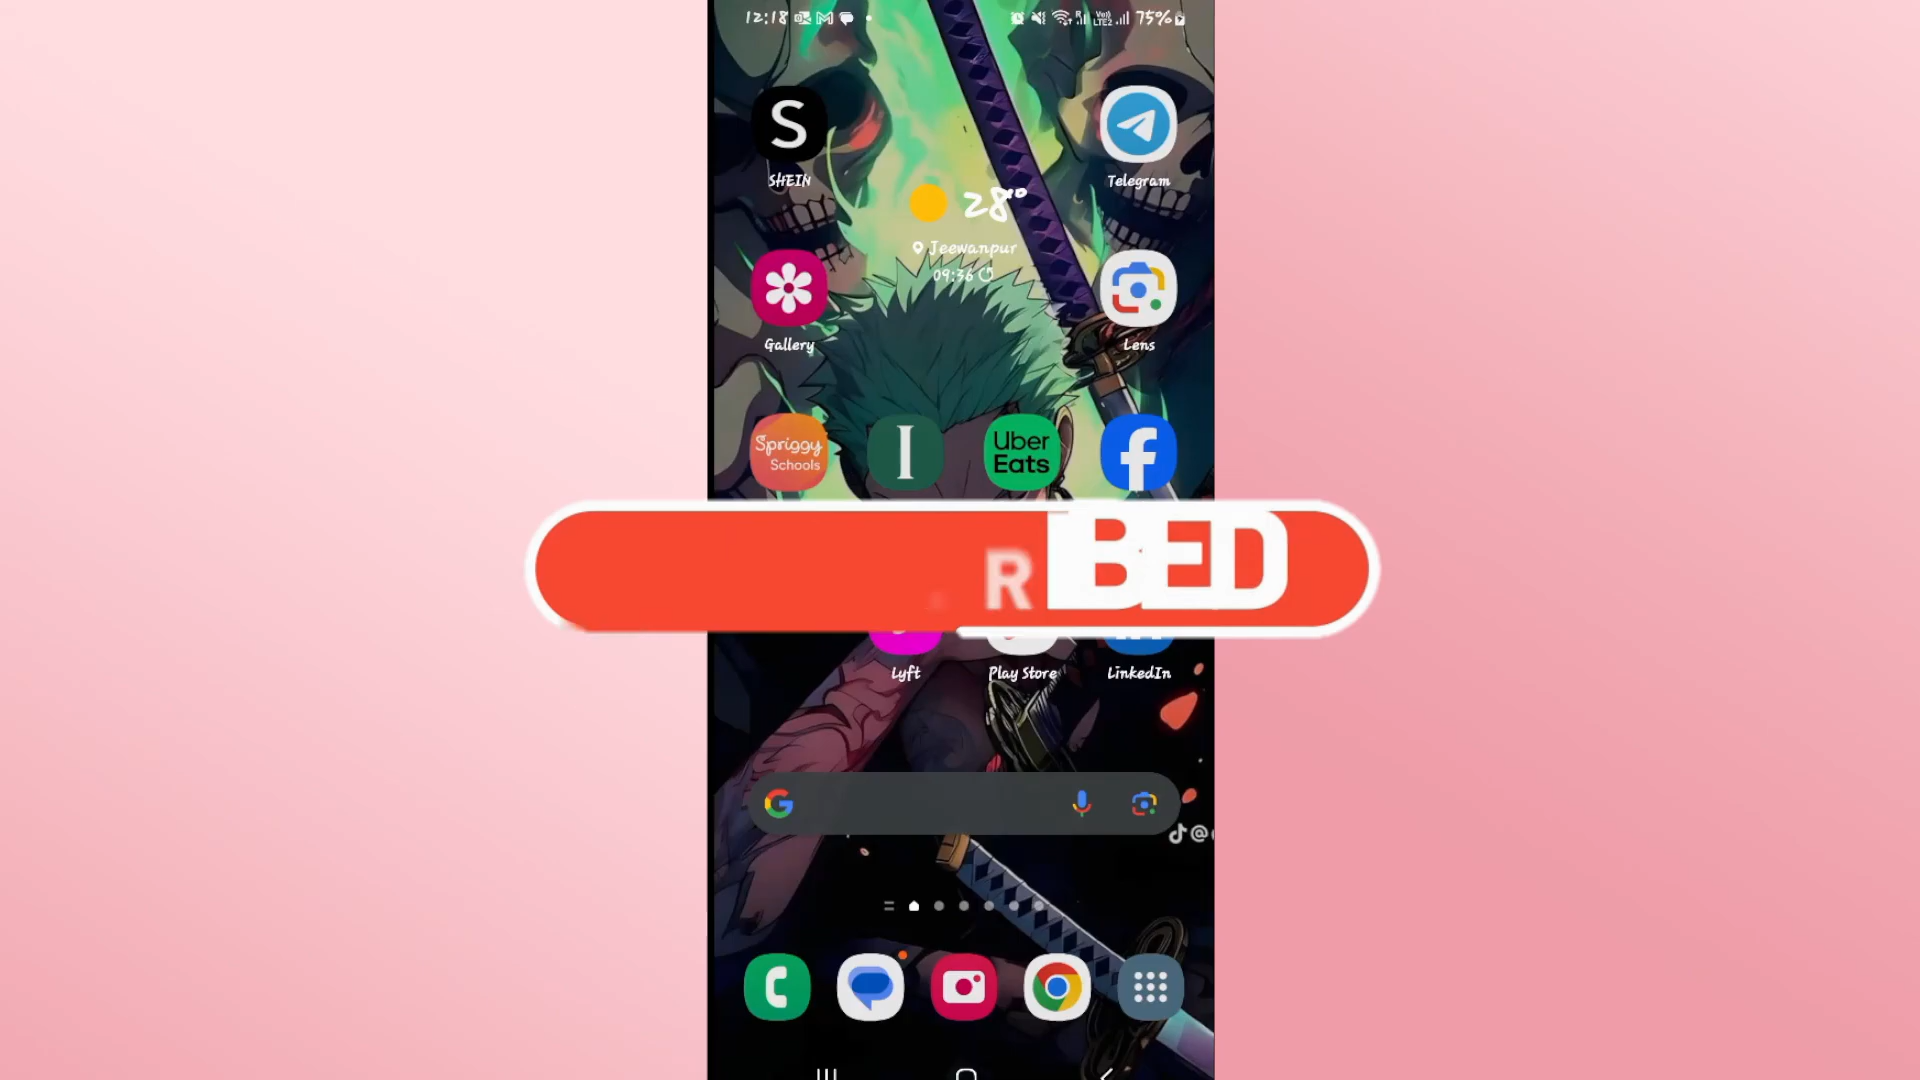 12:18
75%
SHEIN
Telegram
28°
Jeewanpur
09:36
Gallery
Lens
Spriggy
Schools
I
Uber
Eats
R BED
Lyft
Play Store
LinkedIn